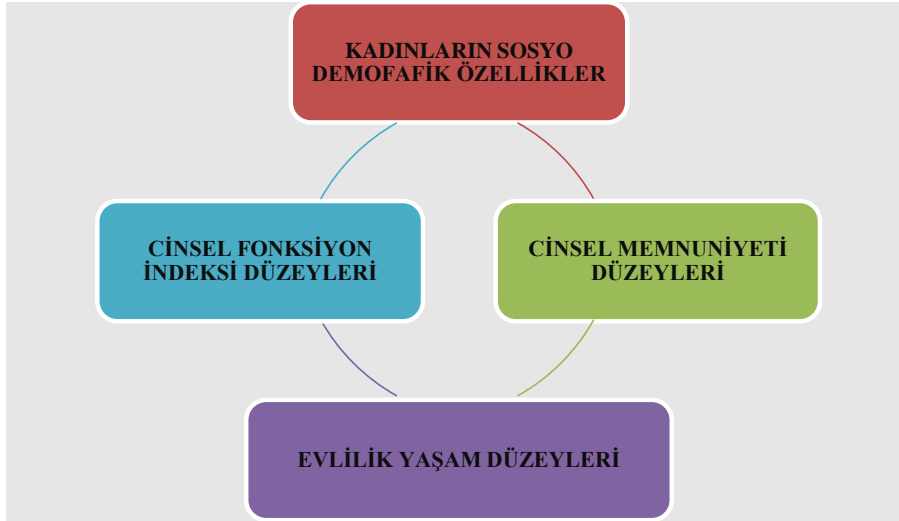 KADINLARIN SOSYO
DEMOFAFİK ÖZELLİKLER
CİNSEL FONKSİYON
İNDEKSİ DÜZEYLERİ
CİNSEL MEMNUNİYETİ
DÜZEYLERİ
EVLİLİK YAŞAM DÜZEYLERİ